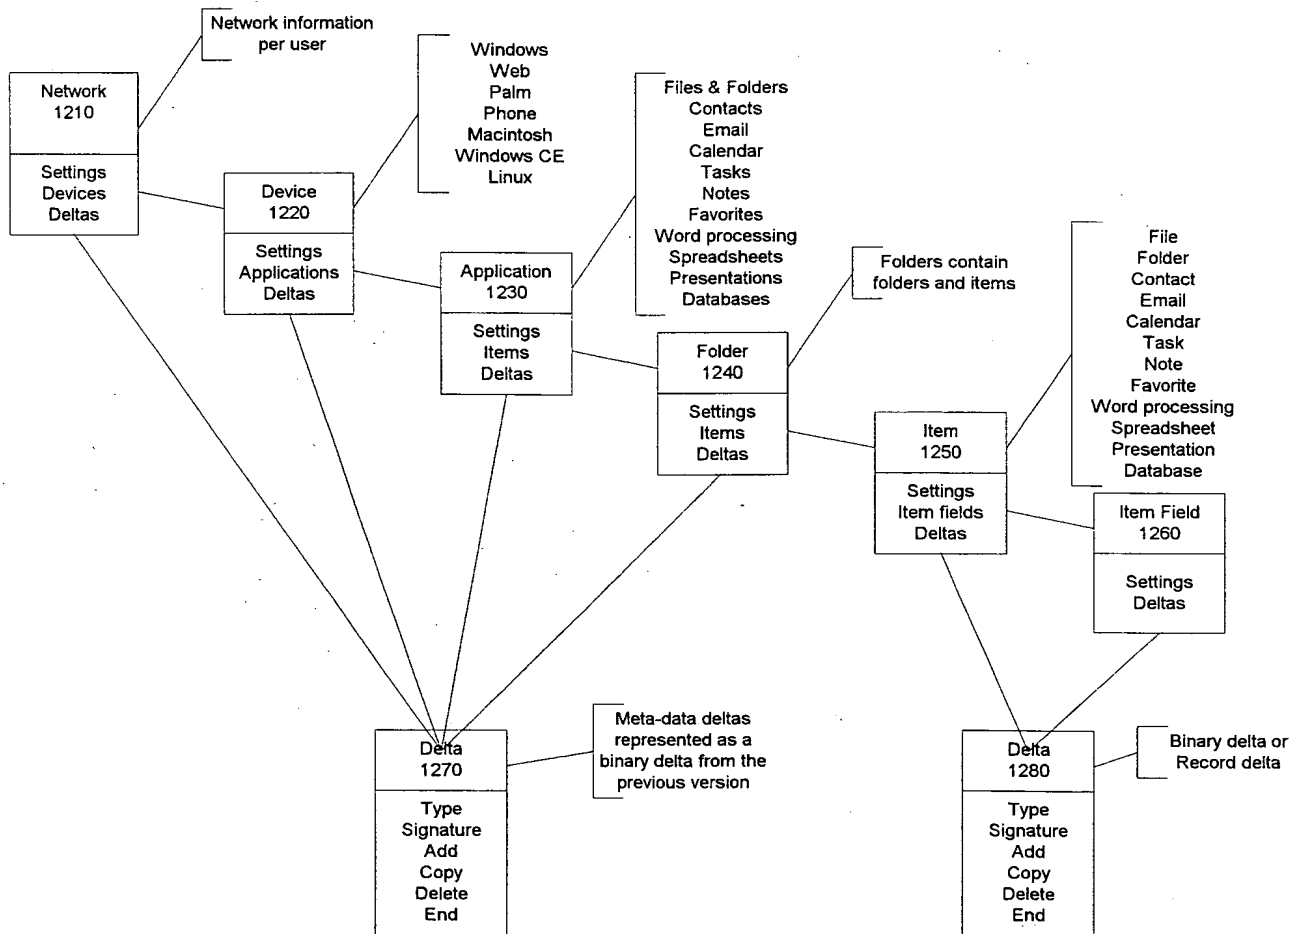 Network information
per user
Network
1210
Settings
Devices
Deltas
Windows
Web
Palm
Phone
Macintosh
Windows CE
Linux
Device
1220
Settings
Applications
Deltas
Files & Folders
Contacts
Email
Calendar
Tasks
Notes
Favorites
Word processing
Spreadsheets
Presentations
Databases
Application
1230
Settings
Items
Deltas
Folders contain
folders and items
Folder
1240
Settings
Items
Deltas
File
Folder
Contact
Email
Calendar
Task
Note
Favorite
Word processing
Spreadsheet
Presentation
Database
Item
1250
Settings
Item fields
Deltas
Item Field
1260
Settings
Deltas
Delta
1270
Type
Signature
Add
Copy
Delete
End
Meta-data deltas
represented as a
binary delta from the
previous version
Delta
1280
Type
Signature
Add
Copy
Delete
End
Binary delta or
Record delta